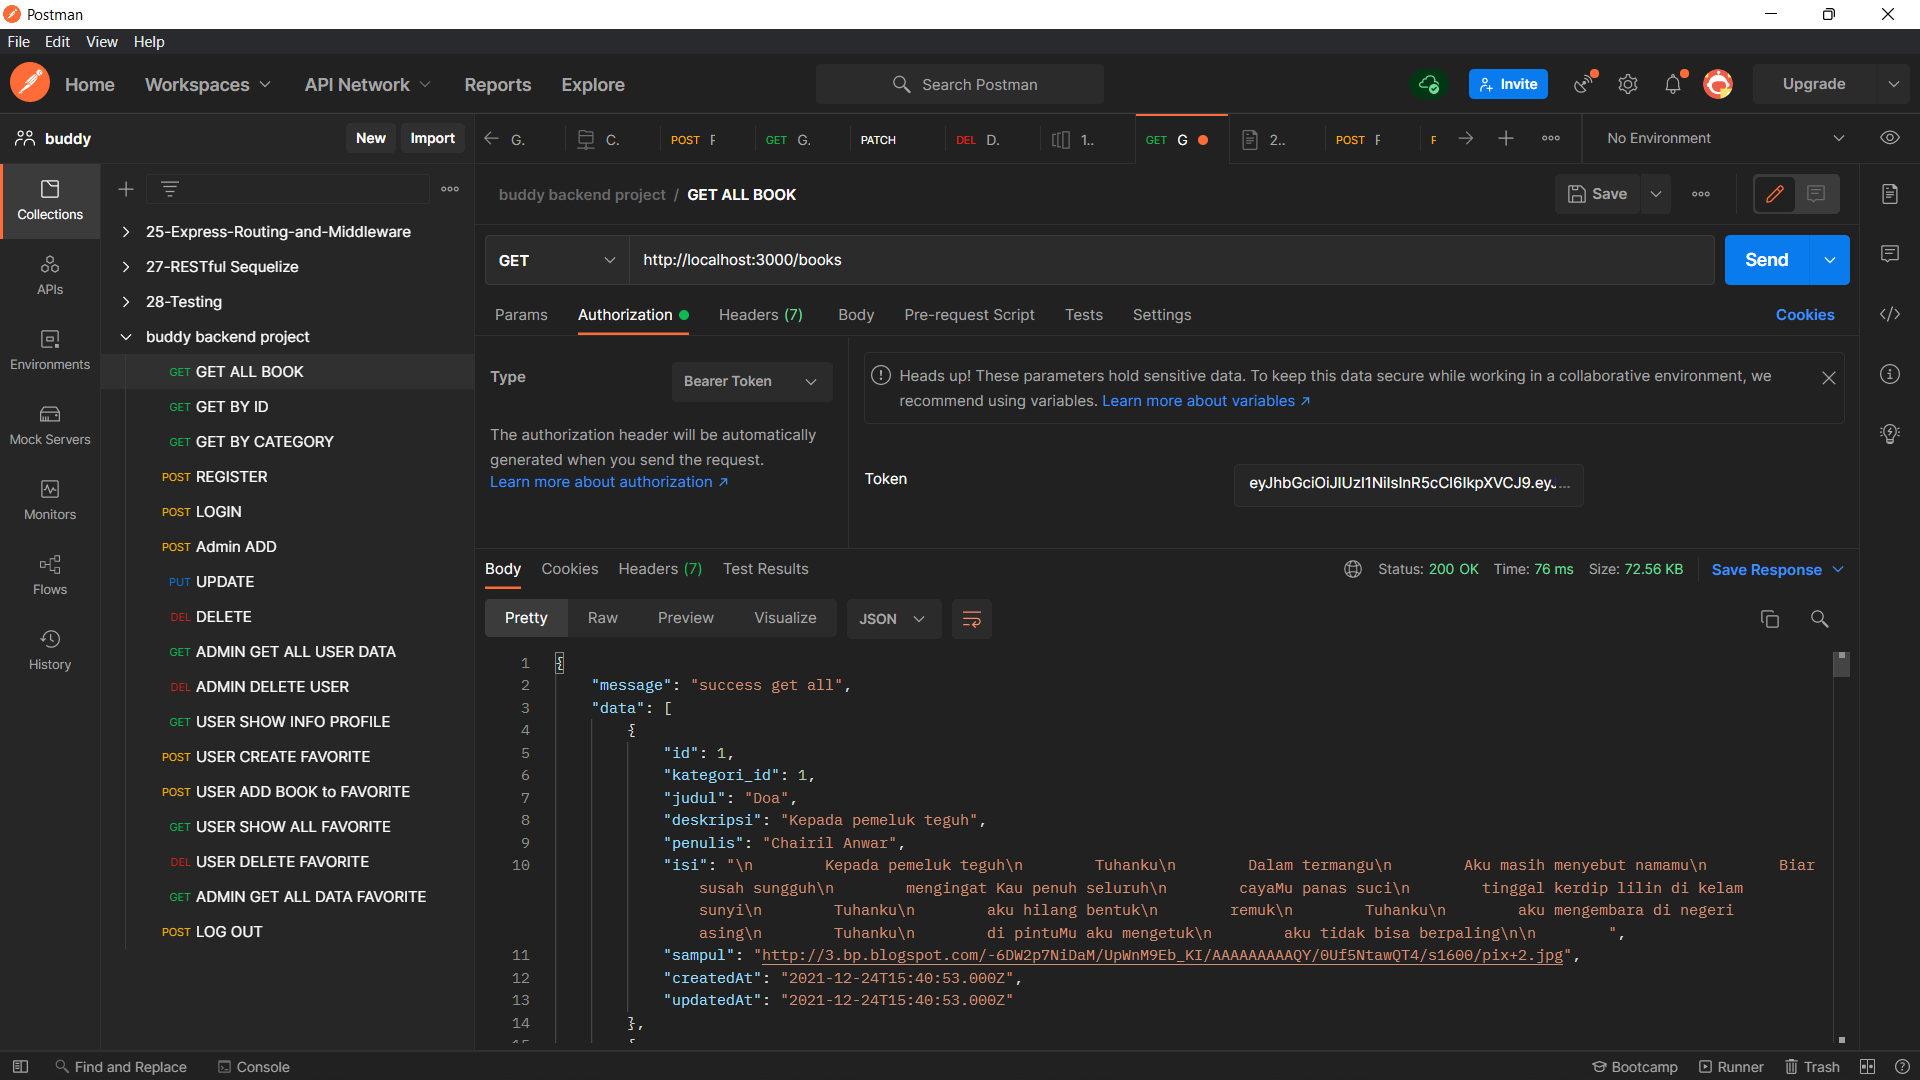 Postman
File Edit View Help
Home Workspaces API Network Reports Explore Search Postman Invite Upgrade
buddy New Import G. C. POST F GET G. PATCH DEL D. 1.. GET G 2.. POST F F No Environment
Collections
APIs
Environments
Mock Servers
Monitors
Flows
History
25-Express-Routing-and-Middleware
27-RESTful Sequelize
28-Testing
buddy backend project
GET GET ALL BOOK
GET GET BY ID
GET GET BY CATEGORY
POST REGISTER
POST LOGIN
POST Admin ADD
PUT UPDATE
DEL DELETE
GET ADMIN GET ALL USER DATA
DEL ADMIN DELETE USER
GET USER SHOW INFO PROFILE
POST USER CREATE FAVORITE
POST USER ADD BOOK to FAVORITE
GET USER SHOW ALL FAVORITE
DEL USER DELETE FAVORITE
GET ADMIN GET ALL DATA FAVORITE
POST LOG OUT
buddy backend project / GET ALL BOOK Save
GET http://localhost:3000/books Send
Params Authorization Headers (7) Body Pre-request Script Tests Settings Cookies
Type Bearer Token
The authorization header will be automatically
generated when you send the request.
Learn more about authorization ↗
Heads up! These parameters hold sensitive data. To keep this data secure while working in a collaborative environment, we
recommend using variables. Learn more about variables ↗
Token eyJhbGciOiJIUzI1NiIsInR5cCI6IkpXVCJ9.eyJ...
Body Cookies Headers (7) Test Results Status: 200 OK Time: 76 ms Size: 72.56 KB Save Response
Pretty Raw Preview Visualize JSON
1 {
2 "message": "success get all",
3 "data": [
4 {
5 "id": 1,
6 "kategori_id": 1,
7 "judul": "Doa",
8 "deskripsi": "Kepada pemeluk teguh",
9 "penulis": "Chairil Anwar",
10 "isi": "\n Kepada pemeluk teguh\n Tuhanku\n Dalam termangu\n Aku masih menyebut namamu\n Biar
susah sungguh\n mengingat Kau penuh seluruh\n cayaMu panas suci\n tinggal kerdip lilin di kelam
sunyi\n Tuhanku\n aku hilang bentuk\n remuk\n Tuhanku\n aku mengembara di negeri
asing\n Tuhanku\n di pintuMu aku mengetuk\n aku tidak bisa berpaling\n\n ",
11 "sampul": "http://3.bp.blogspot.com/-6DW2p7NiDaM/UpWnM9Eb_KI/AAAAAAAAAQY/0Uf5NtawQT4/s1600/pix+2.jpg",
12 "createdAt": "2021-12-24T15:40:53.000Z",
13 "updatedAt": "2021-12-24T15:40:53.000Z"
14 },
Find and Replace Console Bootcamp Runner Trash